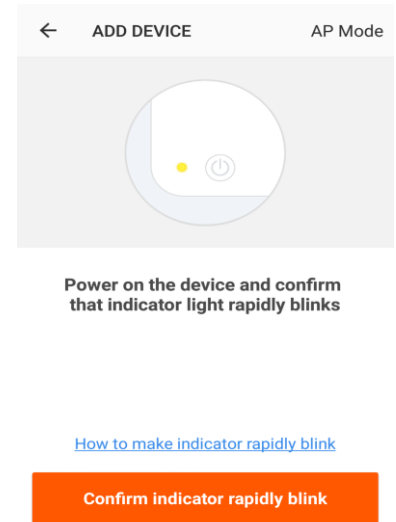 ADD DEVICE AP Mode
Power on the device and confirm
that indicator light rapidly blinks
How to make indicator rapidly blink
Confirm indicator rapidly blink